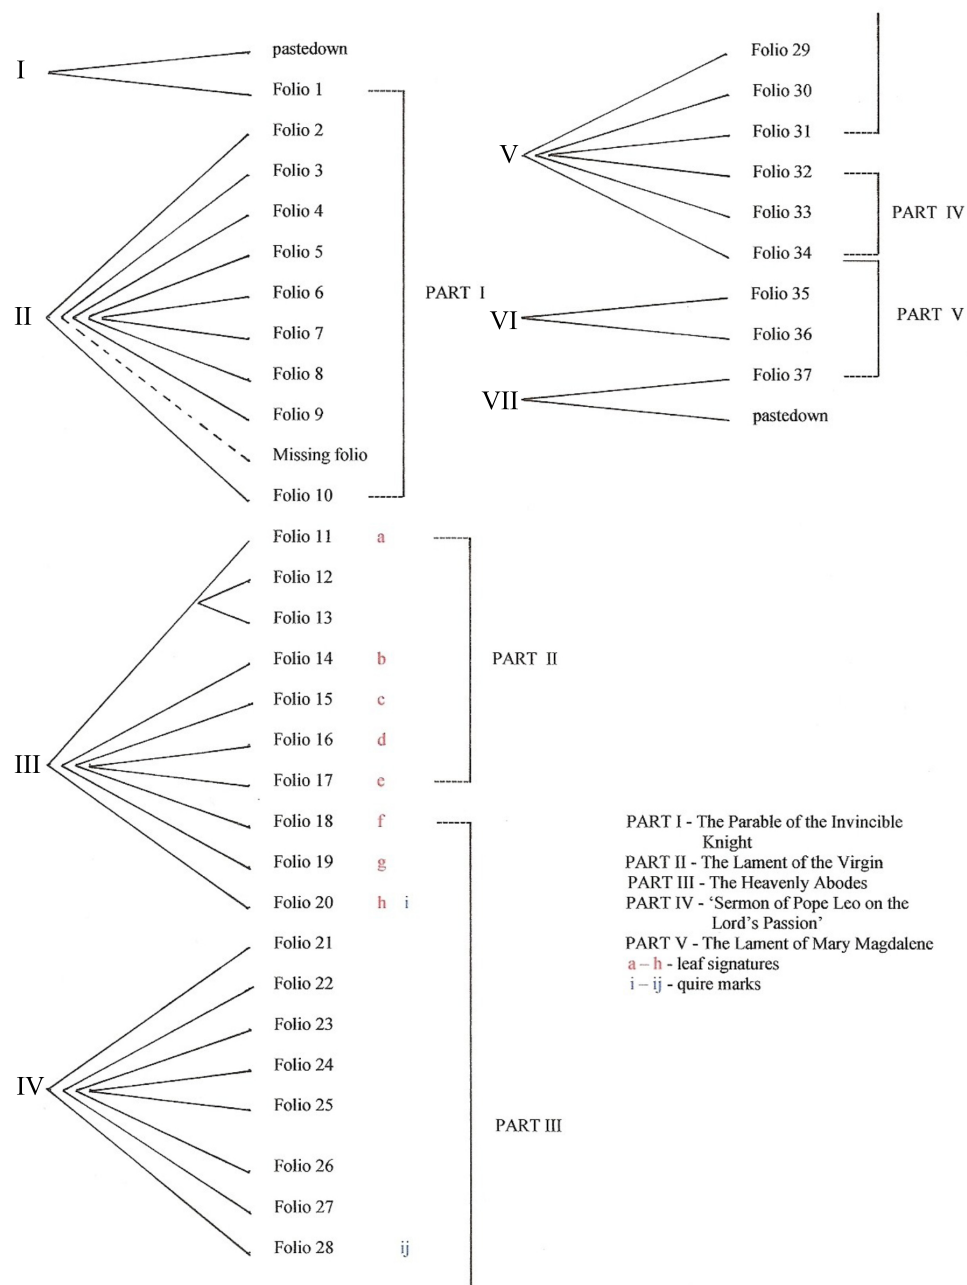 I
pastedown
Folio 1
Folio 2
Folio 3
Folio 4
Folio 5
Folio 6
PART I
II
Folio 7
Folio 8
Folio 9
Missing folio
Folio 10
Folio 11 a
Folio 12
Folio 13
Folio 14 b
PART II
Folio 15 c
Folio 16 d
III
Folio 17 e
Folio 18 f
Folio 19 g
Folio 20 h i
Folio 21
Folio 22
Folio 23
Folio 24
IV
Folio 25
PART III
Folio 26
Folio 27
Folio 28 ij
Folio 29
Folio 30
Folio 31
V
Folio 32
Folio 33
PART IV
Folio 34
Folio 35
PART V
VI
Folio 36
Folio 37
VII
pastedown
PART I - The Parable of the Invincible
Knight
PART II - The Lament of the Virgin
PART III - The Heavenly Abodes
PART IV - ‘Sermon of Pope Leo on the
Lord’s Passion’
PART V - The Lament of Mary Magdalene
a – h - leaf signatures
i – ij - quire marks